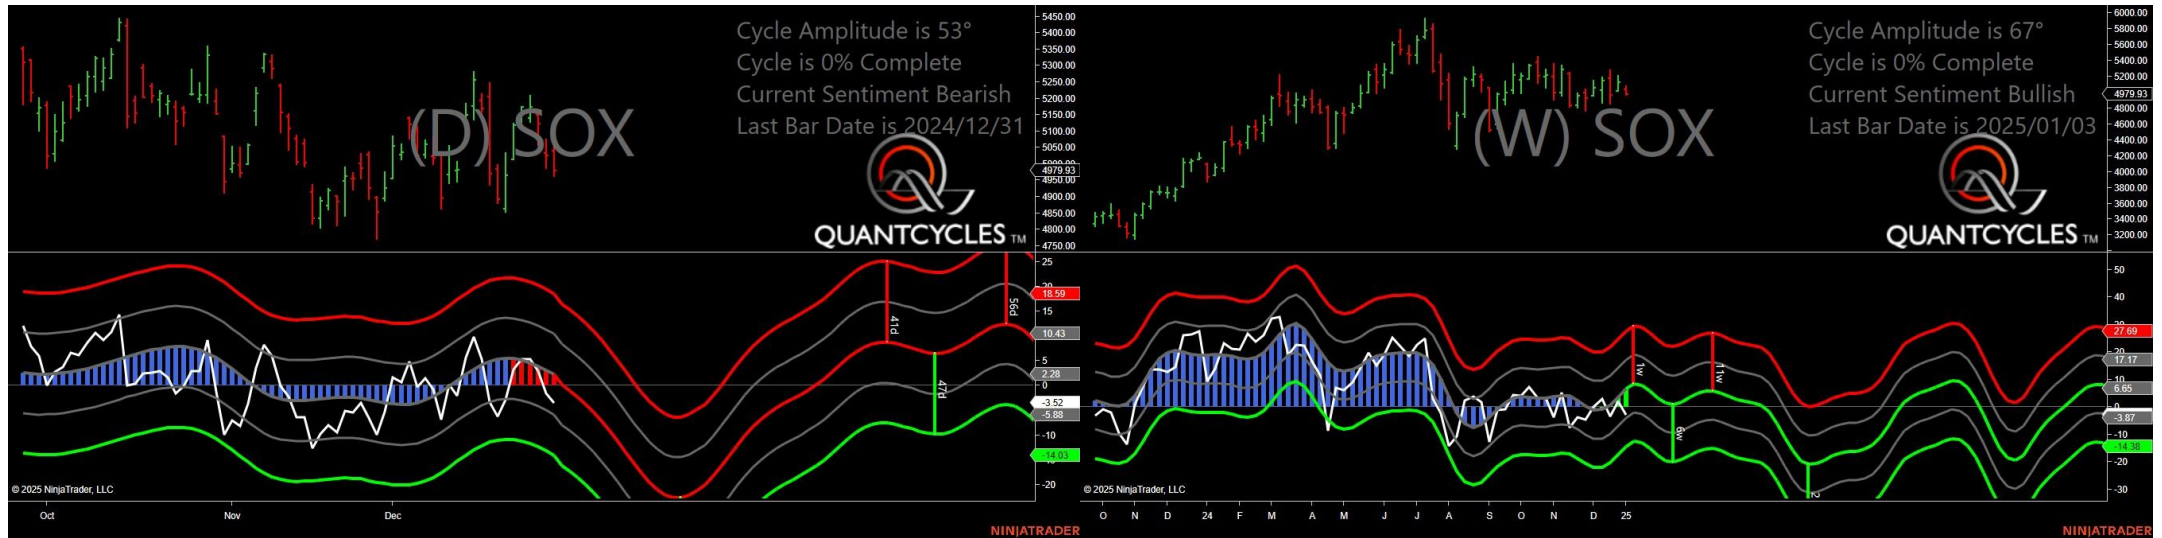 Cycle Amplitude is 53°
Cycle is 0% Complete
Current Sentiment Bearish
Last Bar Date is 2024/12/31
(D) SOX
QUANTCYCLES TM
5450.00
5400.00
5350.00
5300.00
5250.00
5200.00
5150.00
5100.00
5050.00
5000.00
4979.93
4950.00
4900.00
4850.00
4800.00
4750.00
25
18.59
15
10.43
5
2.28
0
-3.52
-5.88
-10
-14.03
-20
41d
47d
56d
© 2025 NinjaTrader, LLC
Oct Nov Dec
NINJATRADER
Cycle Amplitude is 67°
Cycle is 0% Complete
Current Sentiment Bullish
Last Bar Date is 2025/01/03
(W) SOX
QUANTCYCLES TM
6000.00
5800.00
5600.00
5400.00
5200.00
4979.93
4800.00
4600.00
4400.00
4200.00
4000.00
3800.00
3600.00
3400.00
3200.00
50
40
27.69
20
17.17
10
6.65
0
-3.87
-10
-14.38
-20
-30
1w
6w
11w
© 2025 NinjaTrader, LLC
O N D 24 F M A M J J A S O N D 25
NINJATRADER